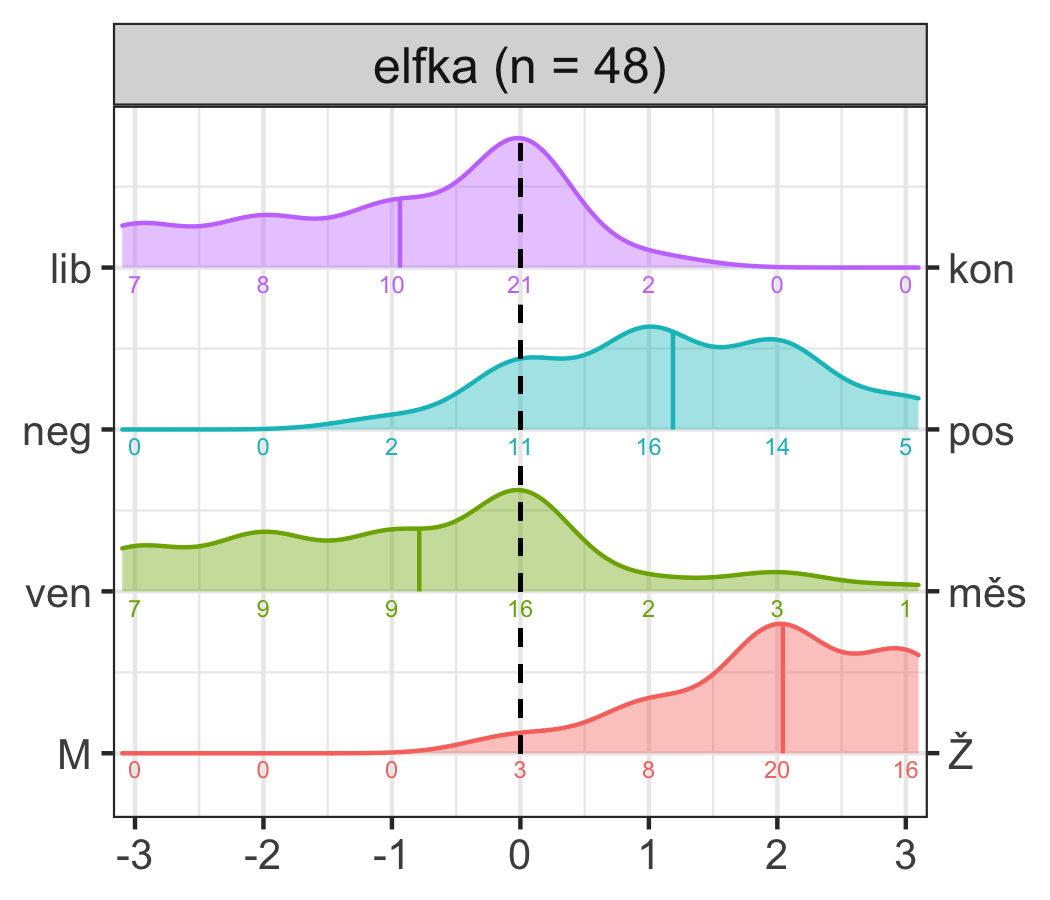 elfka (n = 48)
lib kon
7 8 10 21 2 0 0
neg pos
0 0 2 11 16 14 5
ven měs
7 9 9 16 2 3 1
M Ž
0 0 0 3 8 20 16
-3 -2 -1 0 1 2 3